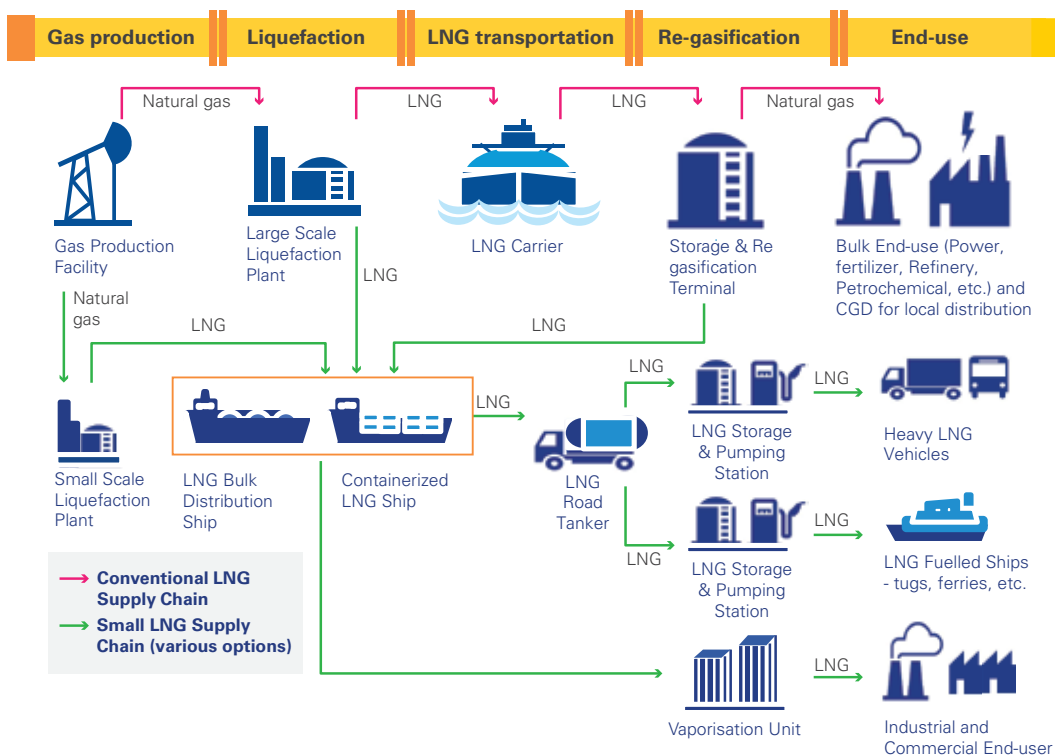 Gas production
Liquefaction
LNG transportation
Re-gasification
End-use
Natural gas
LNG
LNG
Natural gas
Gas Production
Facility
Large Scale
Liquefaction
Plant
LNG Carrier
Storage & Re
gasification
Terminal
Bulk End-use (Power,
fertilizer, Refinery,
Petrochemical, etc.) and
CGD for local distribution
Natural
gas
LNG
LNG
LNG
Small Scale
Liquefaction
Plant
LNG Bulk
Distribution
Ship
Containerized
LNG Ship
LNG
LNG
Road
Tanker
LNG
LNG Storage
& Pumping
Station
LNG
Heavy LNG
Vehicles
LNG
LNG Storage
& Pumping
Station
LNG
LNG Fuelled Ships
- tugs, ferries, etc.
Conventional LNG
Supply Chain
Small LNG Supply
Chain (various options)
Vaporisation Unit
LNG
Industrial and
Commercial End-user